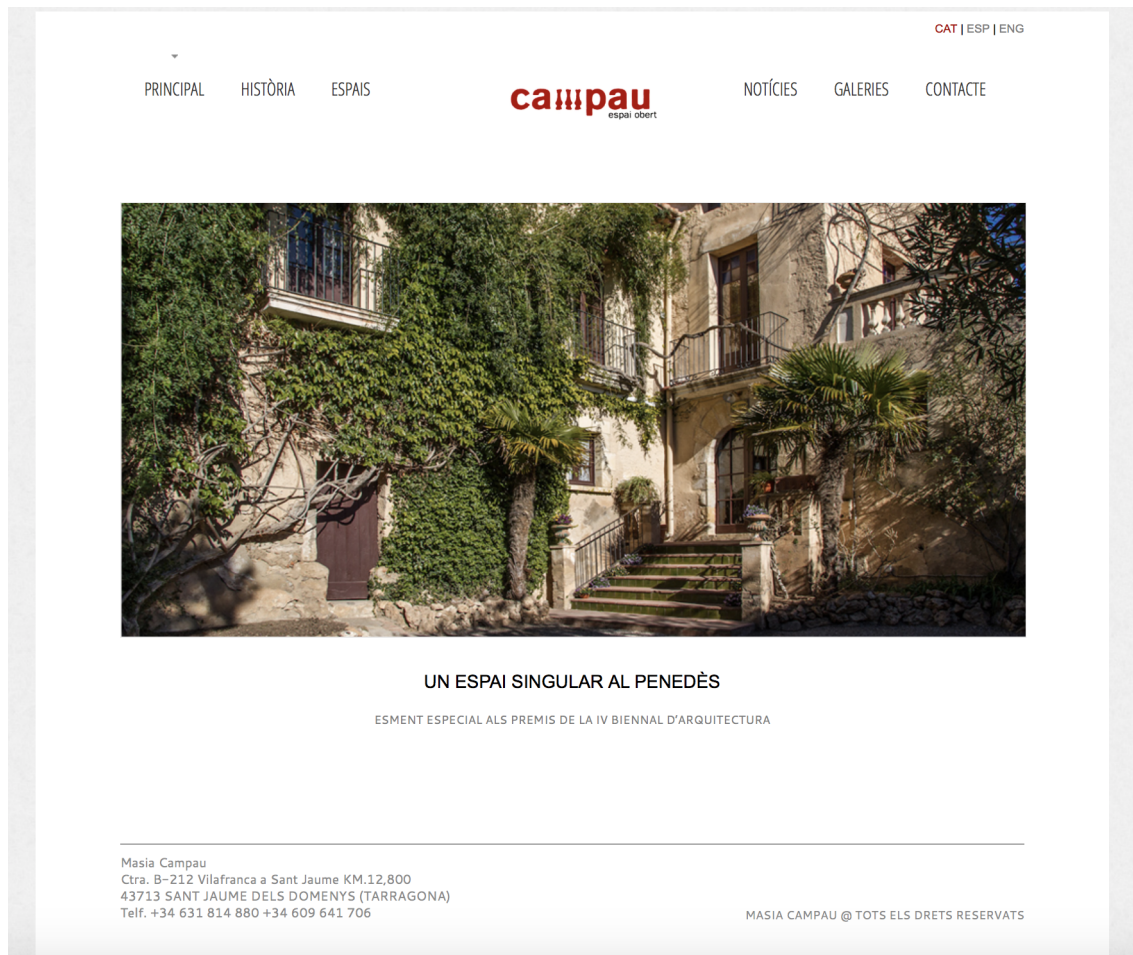 CAT | ESP | ENG
PRINCIPAL HISTÒRIA ESPAIS campau NOTÍCIES GALERIES CONTACTE
espai obert
UN ESPAI SINGULAR AL PENEDÈS
ESMENT ESPECIAL ALS PREMIS DE LA IV BIENNAL D'ARQUITECTURA
Masia Campau
Ctra. B-212 Vilafranca a Sant Jaume KM.12,800
43713 SANT JAUME DELS DOMENYS (TARRAGONA)
Telf. +34 631 814 880 +34 609 641 706
MASIA CAMPAU @ TOTS ELS DRETS RESERVATS